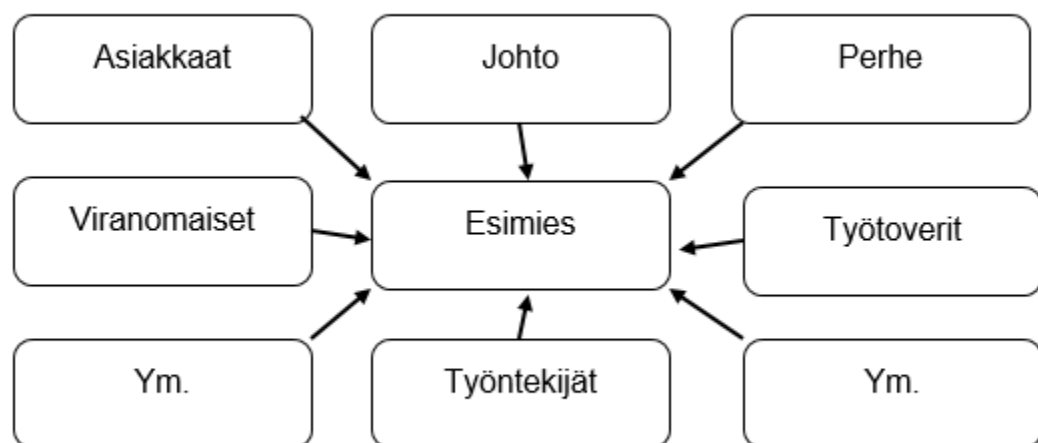 Asiakkaat
Johto
Perhe
Viranomaiset
Esimies
Työtoverit
Ym.
Työntekijät
Ym.